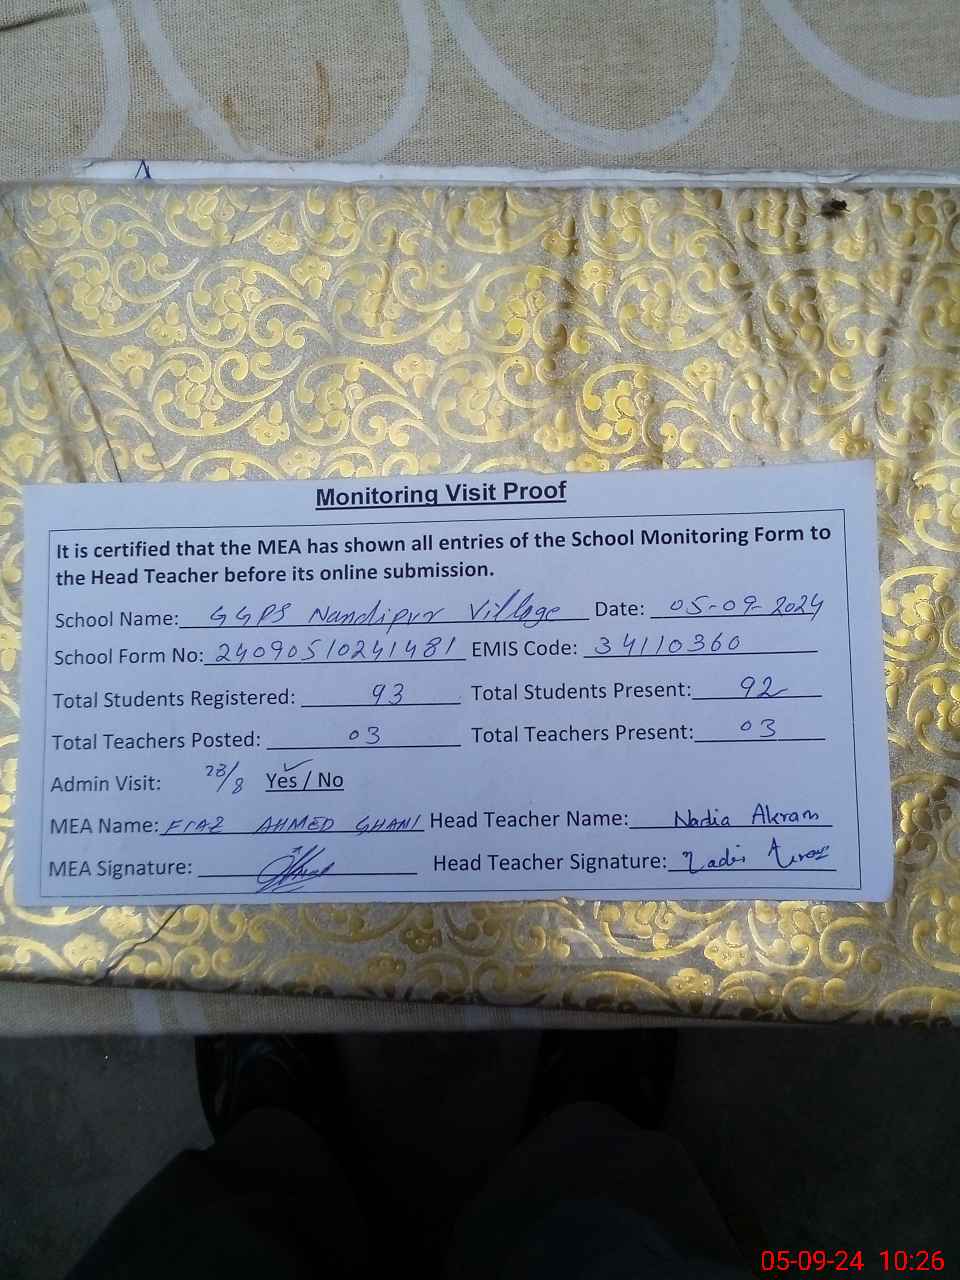 Monitoring Visit Proof
It is certified that the MEA has shown all entries of the School Monitoring Form to
the Head Teacher before its online submission.
School Name: GGPS Nandipur Village Date: 05-09-2024
School Form No: 24090510241481 EMIS Code: 34110360
Total Students Registered: 93 Total Students Present: 92
Total Teachers Posted: 03 Total Teachers Present: 03
Admin Visit: 28/8 Yes / No
MEA Name: FIAZ AHMED GHANI Head Teacher Name: Nadia Akram
MEA Signature: Head Teacher Signature:
05-09-24 10:26